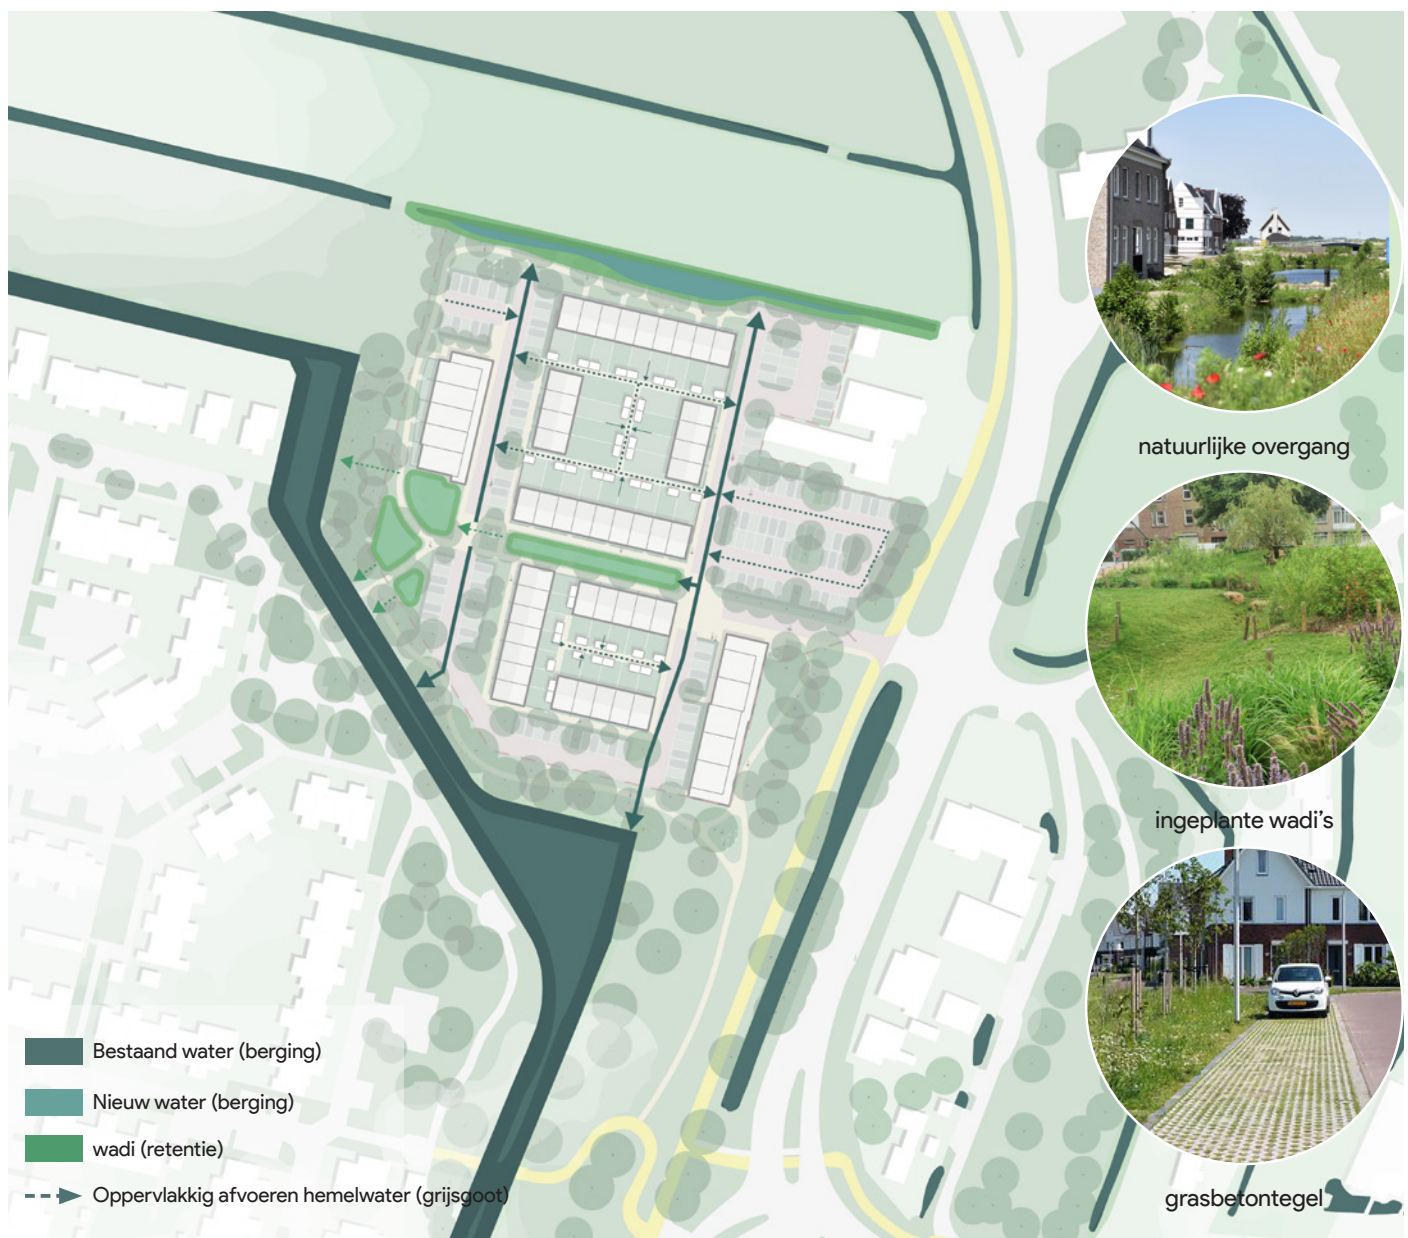 natuurlijke overgang
ingeplante wadi's
grasbetontegel
Bestaand water (berging)
Nieuw water (berging)
wadi (retentie)
Oppervlakkig afvoeren hemelwater (grijsgoot)